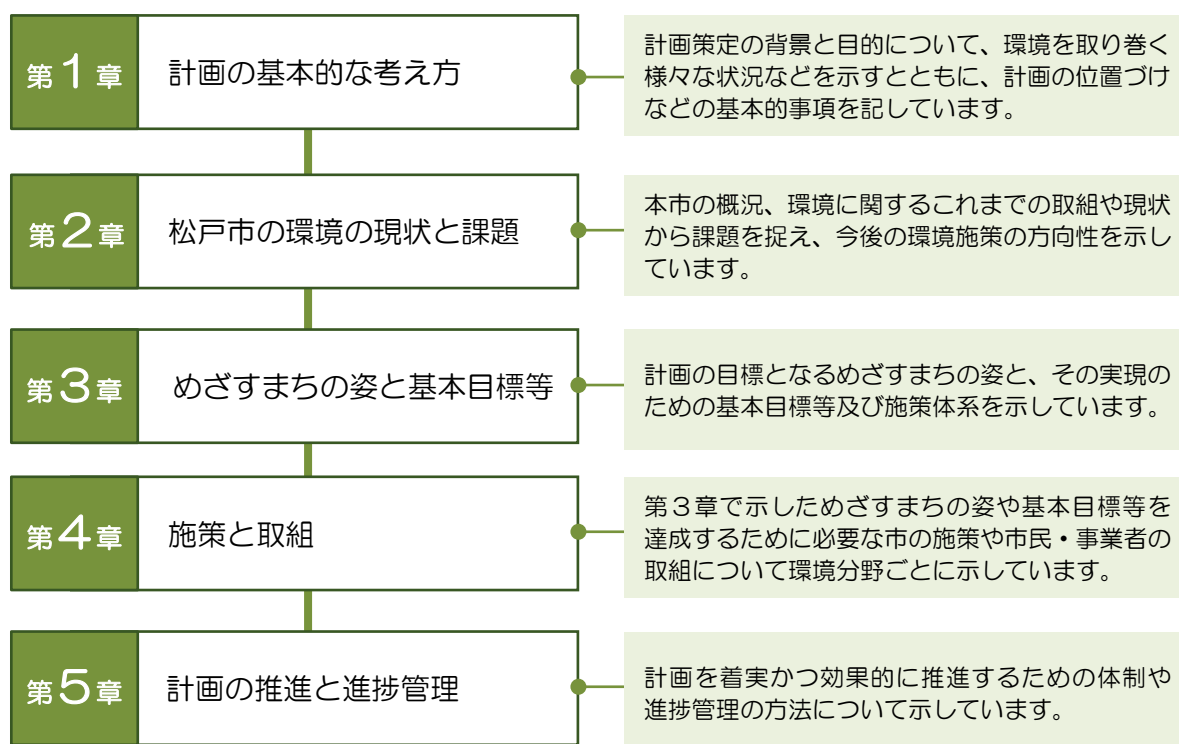 第1章 計画の基本的な考え方
計画策定の背景と目的について、環境を取り巻く
様々な状況などを示すとともに、計画の位置づけ
などの基本的事項を記しています。
第2章 松戸市の環境の現状と課題
本市の概況、環境に関するこれまでの取組や現状
から課題を捉え、今後の環境施策の方向性を示し
ています。
第3章 めざすまちの姿と基本目標等
計画の目標となるめざすまちの姿と、その実現の
ための基本目標等及び施策体系を示しています。
第4章 施策と取組
第3章で示しためざすまちの姿や基本目標等を
達成するために必要な市の施策や市民・事業者の
取組について環境分野ごとに示しています。
第5章 計画の推進と進捗管理
計画を着実かつ効果的に推進するための体制や
進捗管理の方法について示しています。